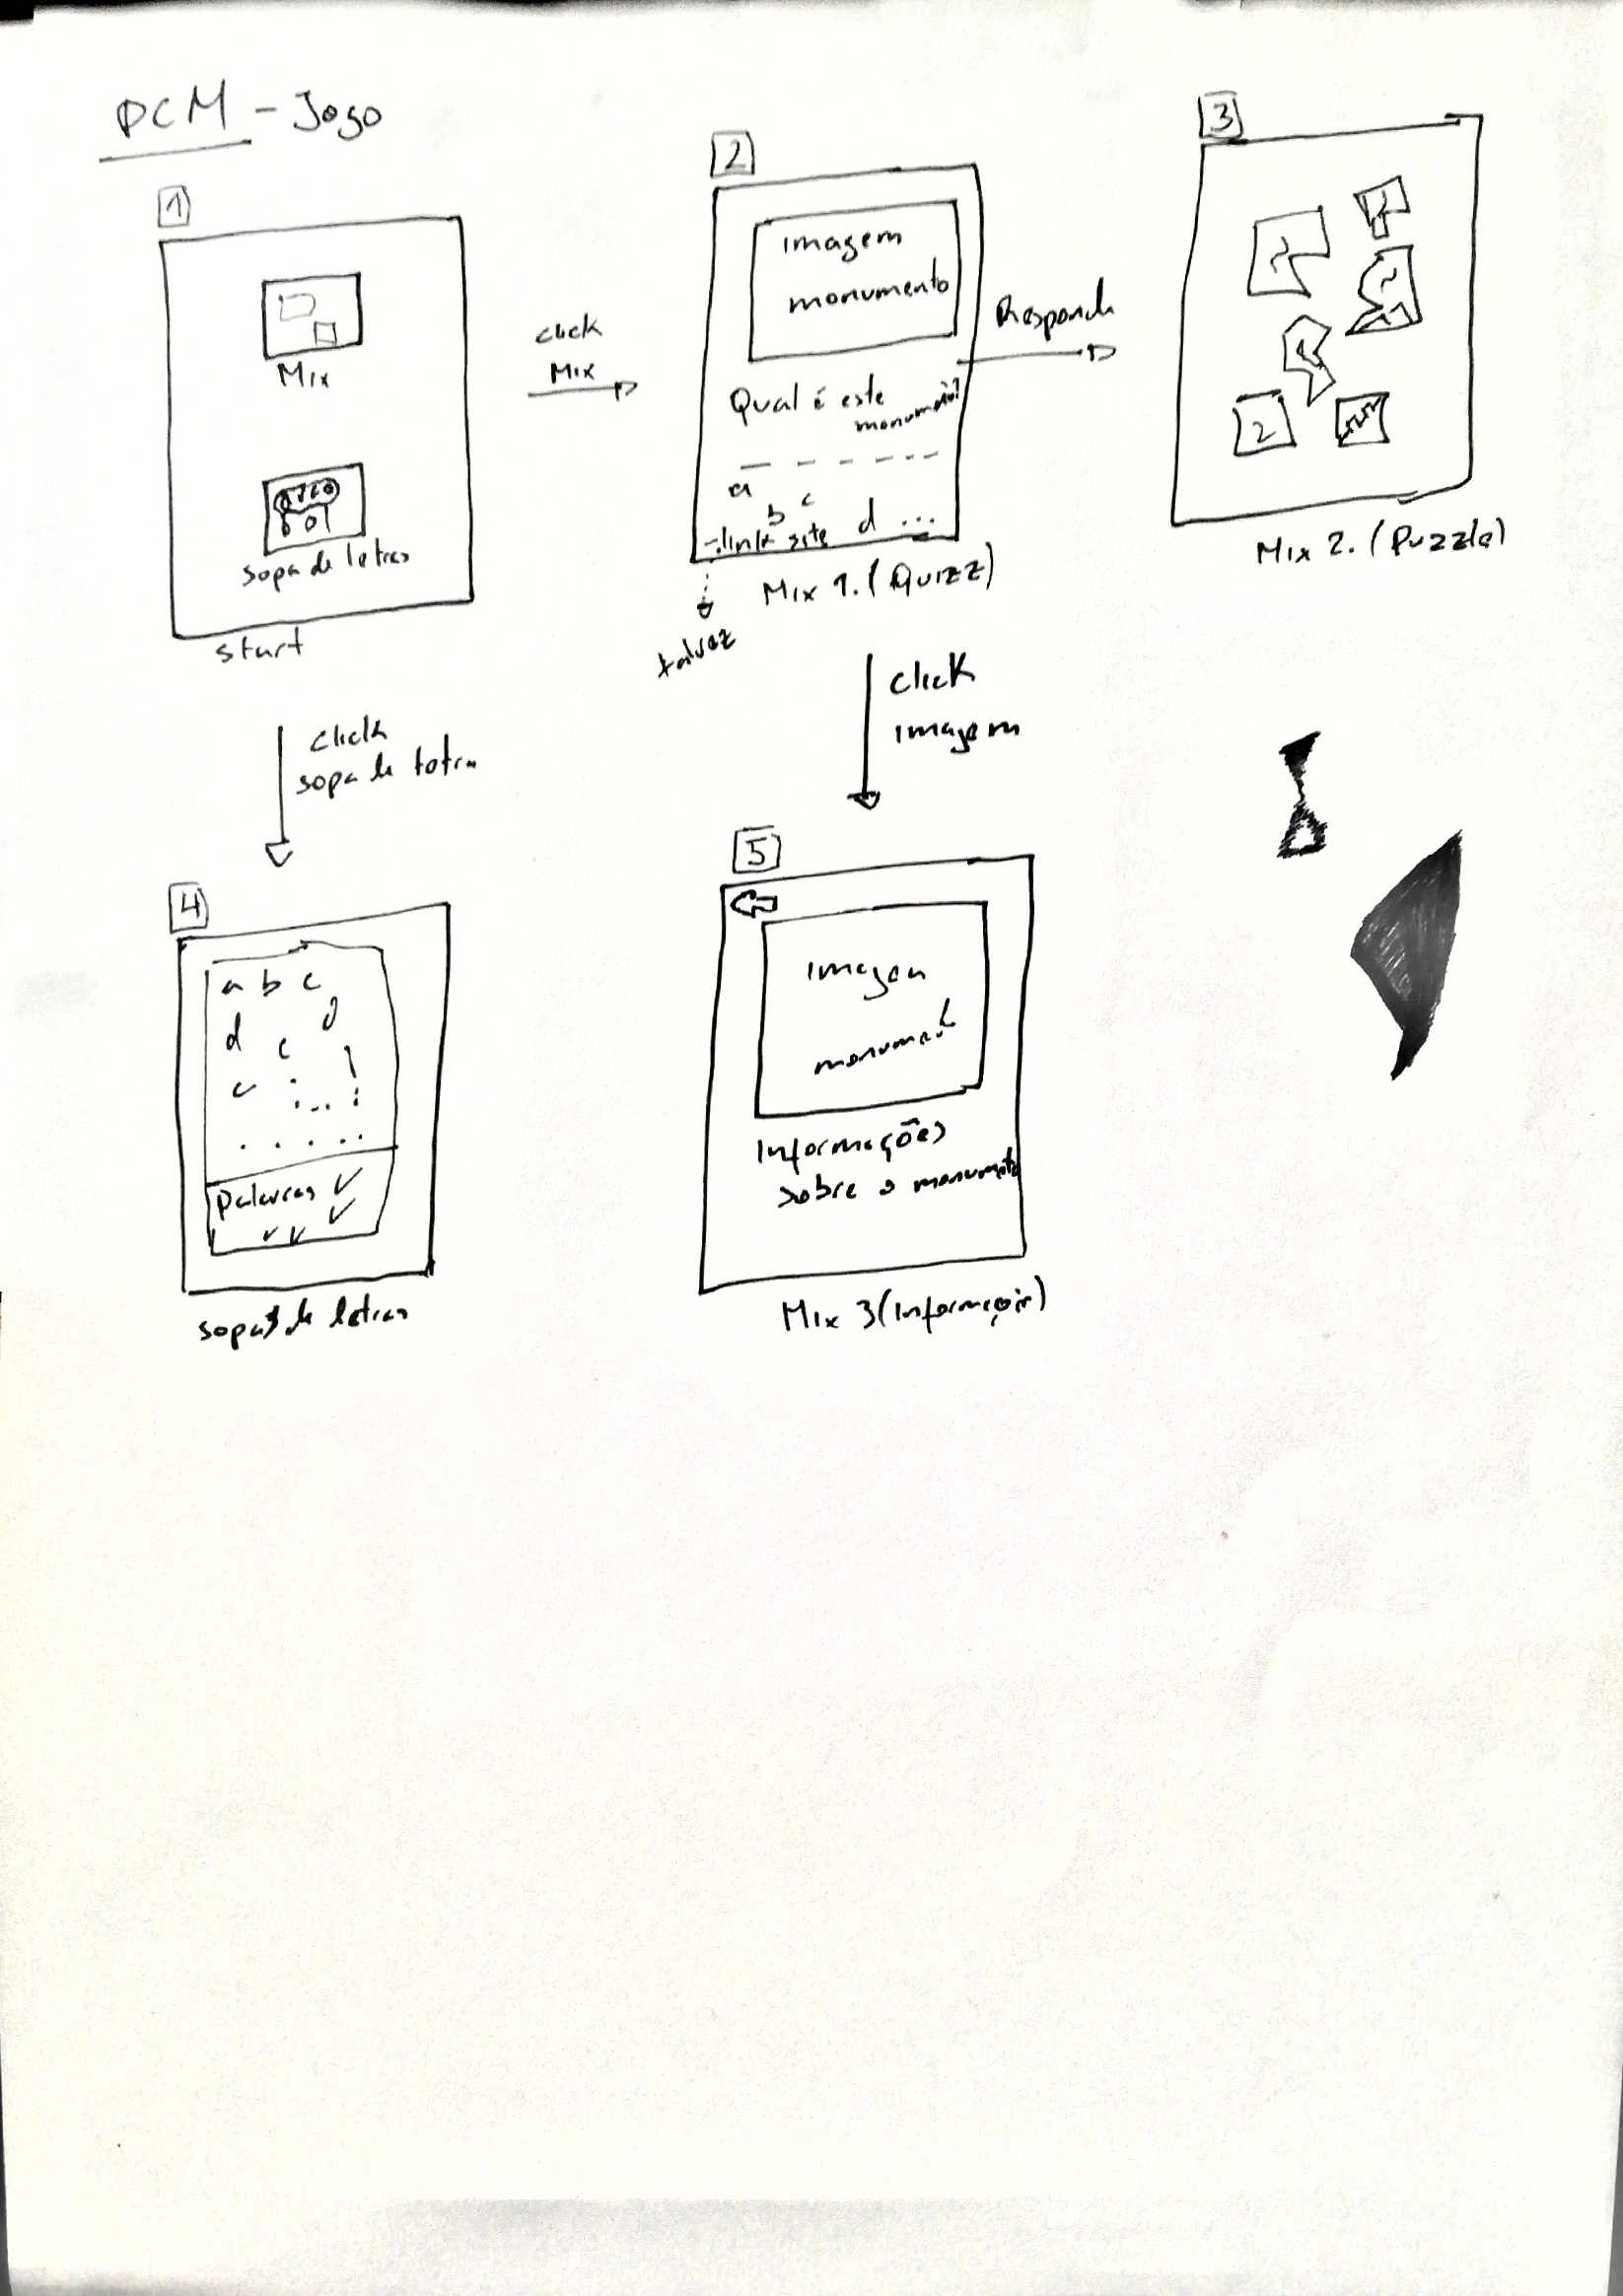 PCM - Jogo
1
Mix
sopa de letras
start
click
Mix
2
imagem
monumento
Qual é este
monumento?
a
b c
d ...
link site
talvez
Mix 1. (Quizz)
Responde
3
2
Mix 2. (Puzzle)
click
sopa de letras
click
imagem
4
a b c
d e g
c
Palavras ✓
✓ ✓ ✓
sopas de letras
5
imagem
monumento
Informações
sobre o monumento
Mix 3 (Informações)